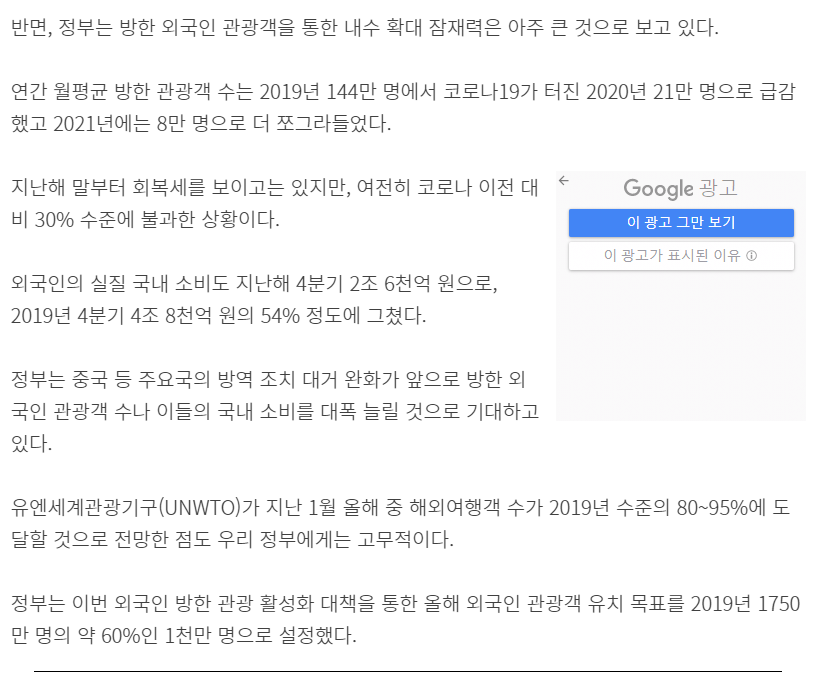 반면, 정부는 방한 외국인 관광객을 통한 내수 확대 잠재력은 아주 큰 것으로 보고 있다.
연간 월평균 방한 관광객 수는 2019년 144만 명에서 코로나19가 터진 2020년 21만 명으로 급감
했고 2021년에는 8만 명으로 더 쪼그라들었다.
지난해 말부터 회복세를 보이고는 있지만, 여전히 코로나 이전 대
비 30% 수준에 불과한 상황이다.
외국인의 실질 국내 소비도 지난해 4분기 2조 6천억 원으로,
2019년 4분기 4조 8천억 원의 54% 정도에 그쳤다.
정부는 중국 등 주요국의 방역 조치 대거 완화가 앞으로 방한 외
국인 관광객 수나 이들의 국내 소비를 대폭 늘릴 것으로 기대하고
있다.
Google 광고
이 광고 그만 보기
이 광고가 표시된 이유
유엔세계관광기구(UNWTO)가 지난 1월 올해 중 해외여행객 수가 2019년 수준의 80~95%에 도
달할 것으로 전망한 점도 우리 정부에게는 고무적이다.
정부는 이번 외국인 방한 관광 활성화 대책을 통한 올해 외국인 관광객 유치 목표를 2019년 1750
만 명의 약 60%인 1천만 명으로 설정했다.